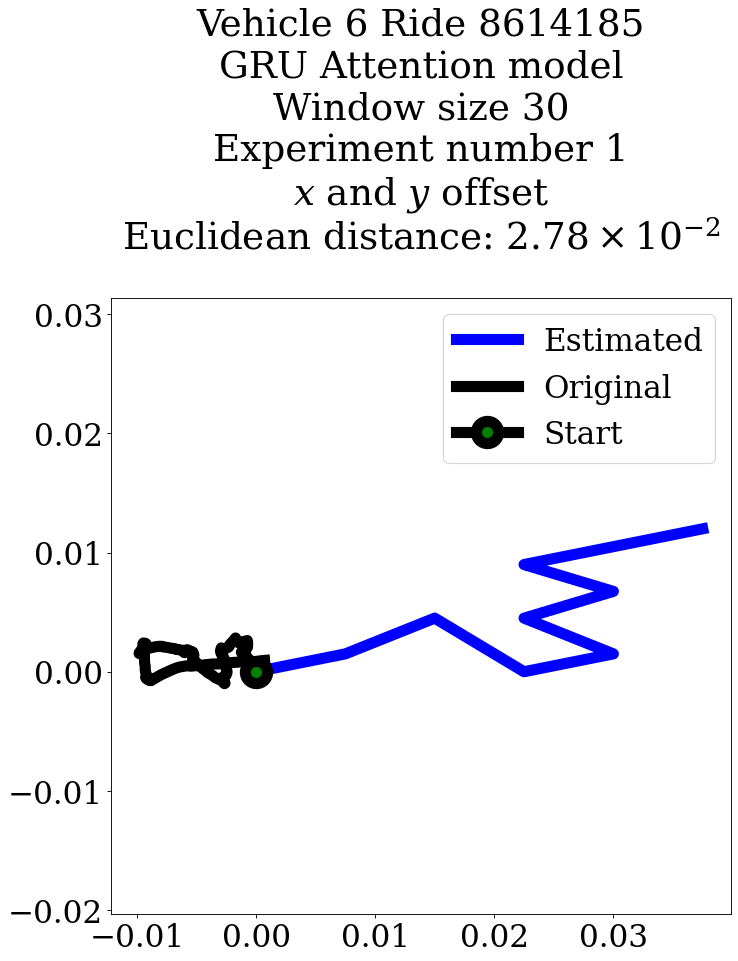 Vehicle 6 Ride 8614185
GRU Attention model
Window size 30
Experiment number 1
x and y offset
Euclidean distance: 2.78 × 10⁻²
0.03
0.02
0.01
0.00
−0.01
−0.02
Estimated
Original
Start
−0.01 0.00 0.01 0.02 0.03